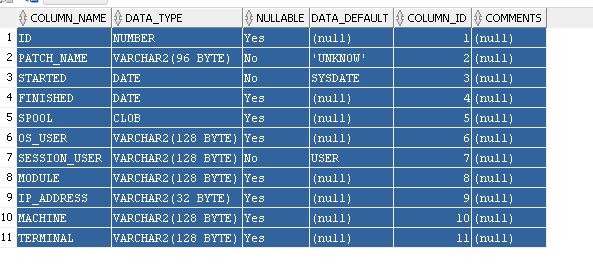 COLUMN_NAME DATA_TYPE NULLABLE DATA_DEFAULT COLUMN_ID COMMENTS
1 ID NUMBER Yes (null) 1 (null)
2 PATCH_NAME VARCHAR2(96 BYTE) No 'UNKNOW' 2 (null)
3 STARTED DATE No SYSDATE 3 (null)
4 FINISHED DATE Yes (null) 4 (null)
5 SPOOL CLOB Yes (null) 5 (null)
6 OS_USER VARCHAR2(128 BYTE) Yes (null) 6 (null)
7 SESSION_USER VARCHAR2(128 BYTE) No USER 7 (null)
8 MODULE VARCHAR2(128 BYTE) Yes (null) 8 (null)
9 IP_ADDRESS VARCHAR2(32 BYTE) Yes (null) 9 (null)
10 MACHINE VARCHAR2(128 BYTE) Yes (null) 10 (null)
11 TERMINAL VARCHAR2(128 BYTE) Yes (null) 11 (null)